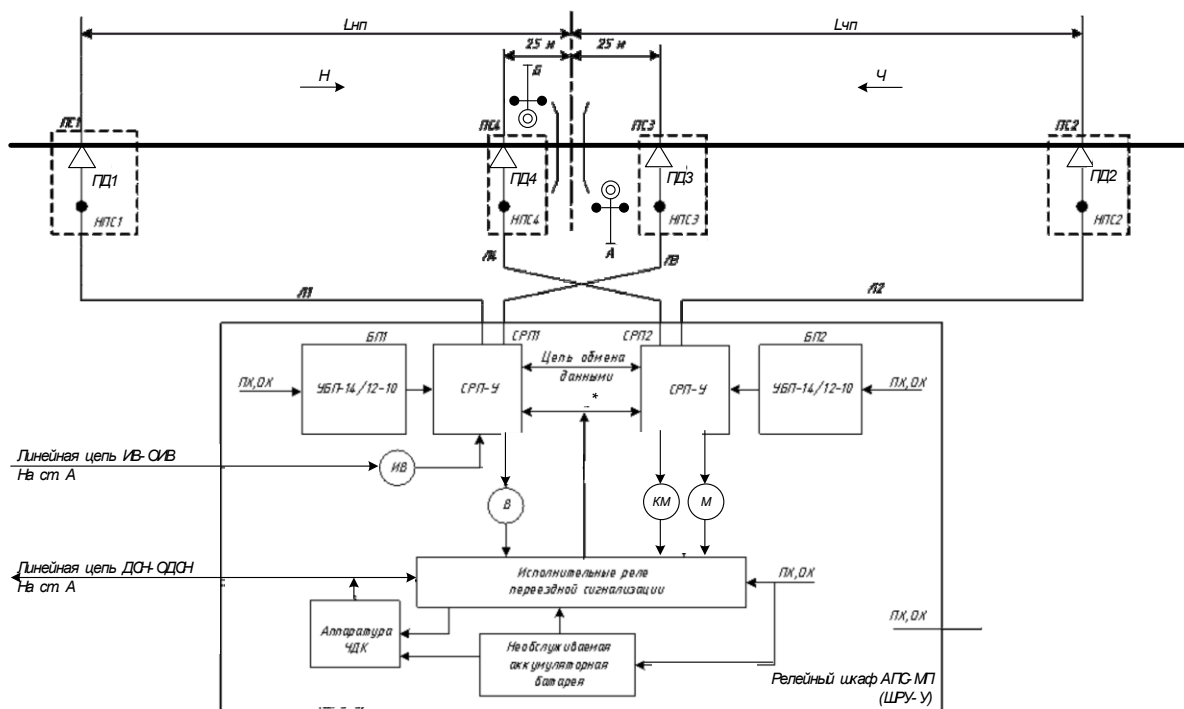 Lнп
Lчп
25 м
25 м
Н
Ч
Б
ПС1
ПС4
ПС3
ПС2
ПД1
ПД4
ПД3
ПД2
НПС1
НПС4
НПС3
НПС2
А
Л4
Л3
Л1
Л2
БП1
СРП1
СРП2
БП2
УБП-14/12-10
СРП-У
Цепь обмена
данными
*
СРП-У
УБП-14/12-10
ПХ,ОХ
ПХ,ОХ
Линейная цепь ИВ-ОИВ
На ст А
ИВ
В
КМ
М
Линейная цепь ДСН-ОДСН
На ст А
Исполнительные реле
переездной сигнализации
ПХ,ОХ
Аппаратура
ЧДК
Необслуживаемая
аккумуляторная
батарея
ПХ,ОХ
Релейный шкаф АПС-МП
(ШРУ-У)